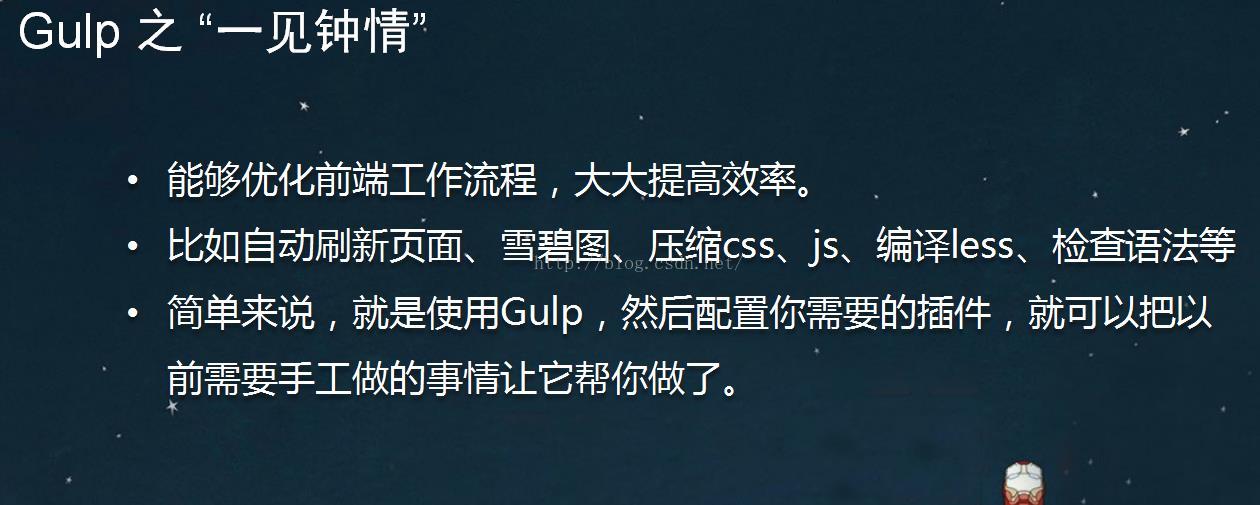 Gulp 之 “一见钟情”
• 能够优化前端工作流程，大大提高效率。
• 比如自动刷新页面、雪碧图、压缩css、js、编译less、检查语法等
http://blog.csdn.net/
• 简单来说，就是使用Gulp，然后配置你需要的插件，就可以把以
前需要手工做的事情让它帮你做了。